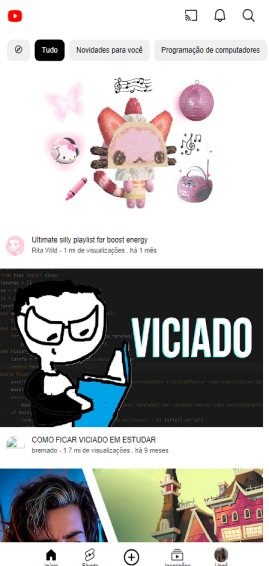 Tudo
Novidades para você
Programação de computadores
Ultimate silly playlist for boost energy
Rita Wild - 1 mi de visualizações . há 1 mês
VICIADO
COMO FICAR VICIADO EM ESTUDAR
bremado - 1.7 mi de visualizações . há 9 meses
Início
Shorts
Inscrições
Você